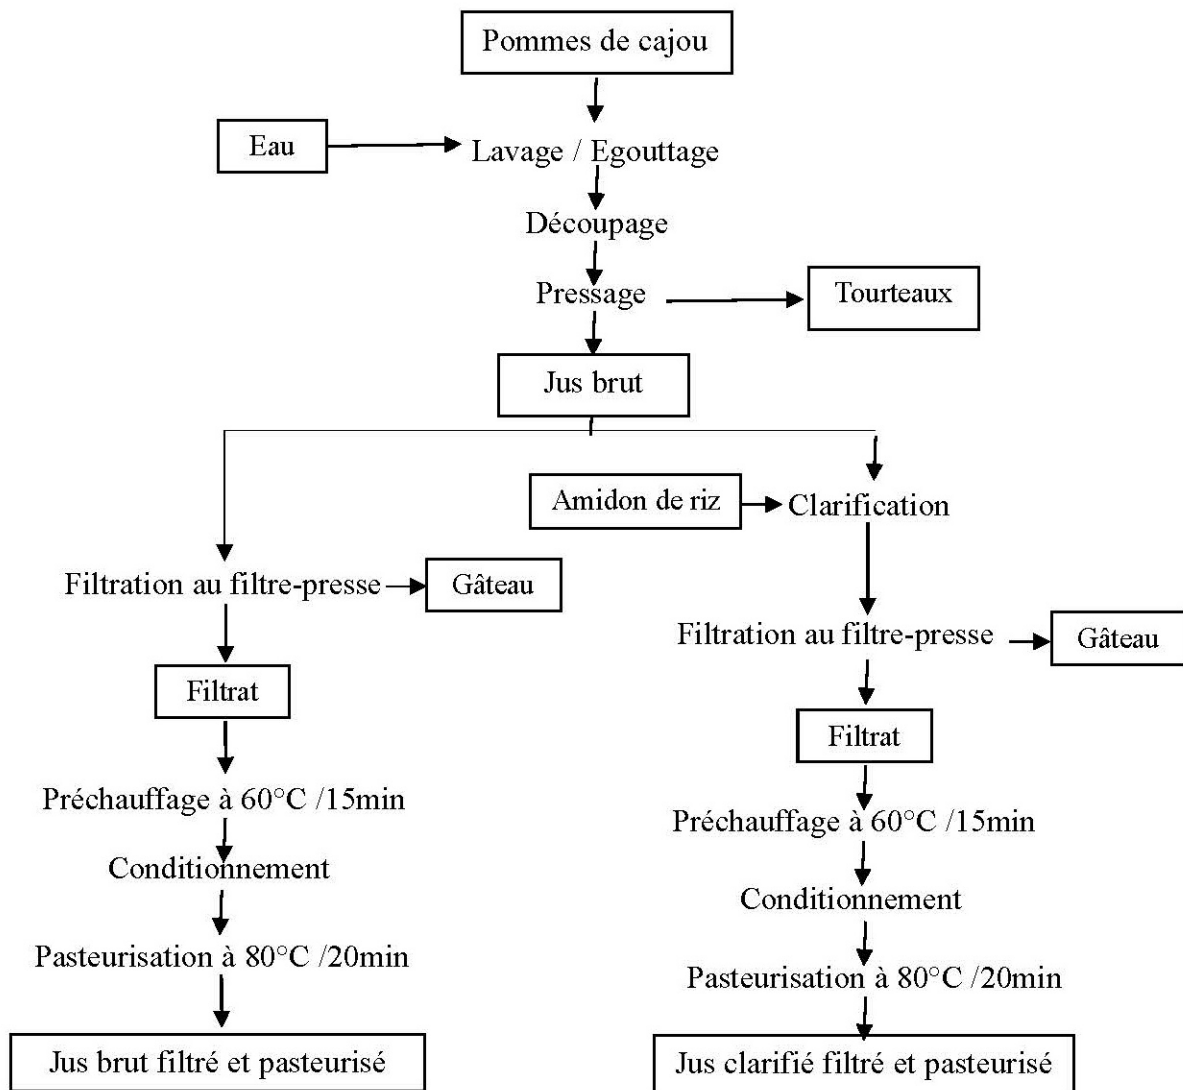 Pommes de cajou
Eau
Lavage / Egouttage
Découpage
Pressage
Tourteaux
Jus brut
Amidon de riz
Clarification
Filtration au filtre-presse
Gâteau
Filtration au filtre-presse
Gâteau
Filtrat
Filtrat
Préchauffage à 60°C /15min
Préchauffage à 60°C /15min
Conditionnement
Conditionnement
Pasteurisation à 80°C /20min
Pasteurisation à 80°C /20min
Jus brut filtré et pasteurisé
Jus clarifié filtré et pasteurisé